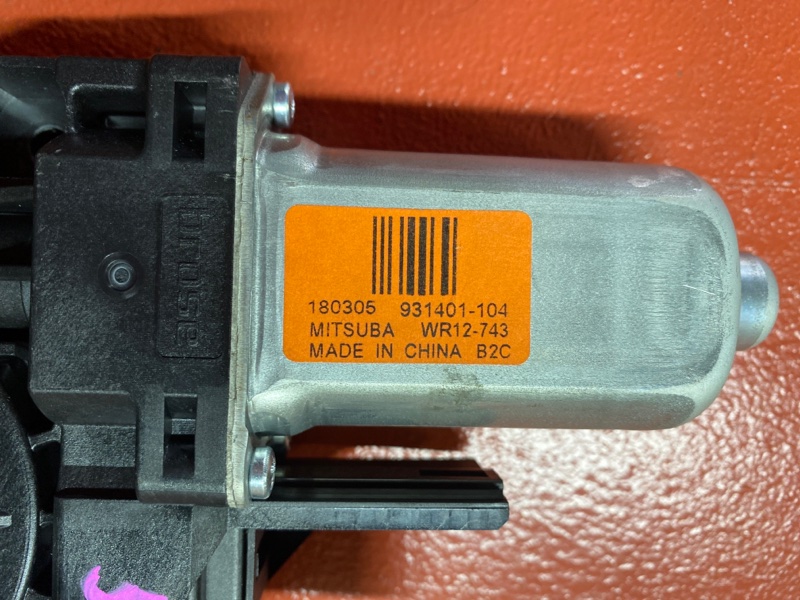 180305 931401-104
MITSUBA WR12-743
MADE IN CHINA B2C